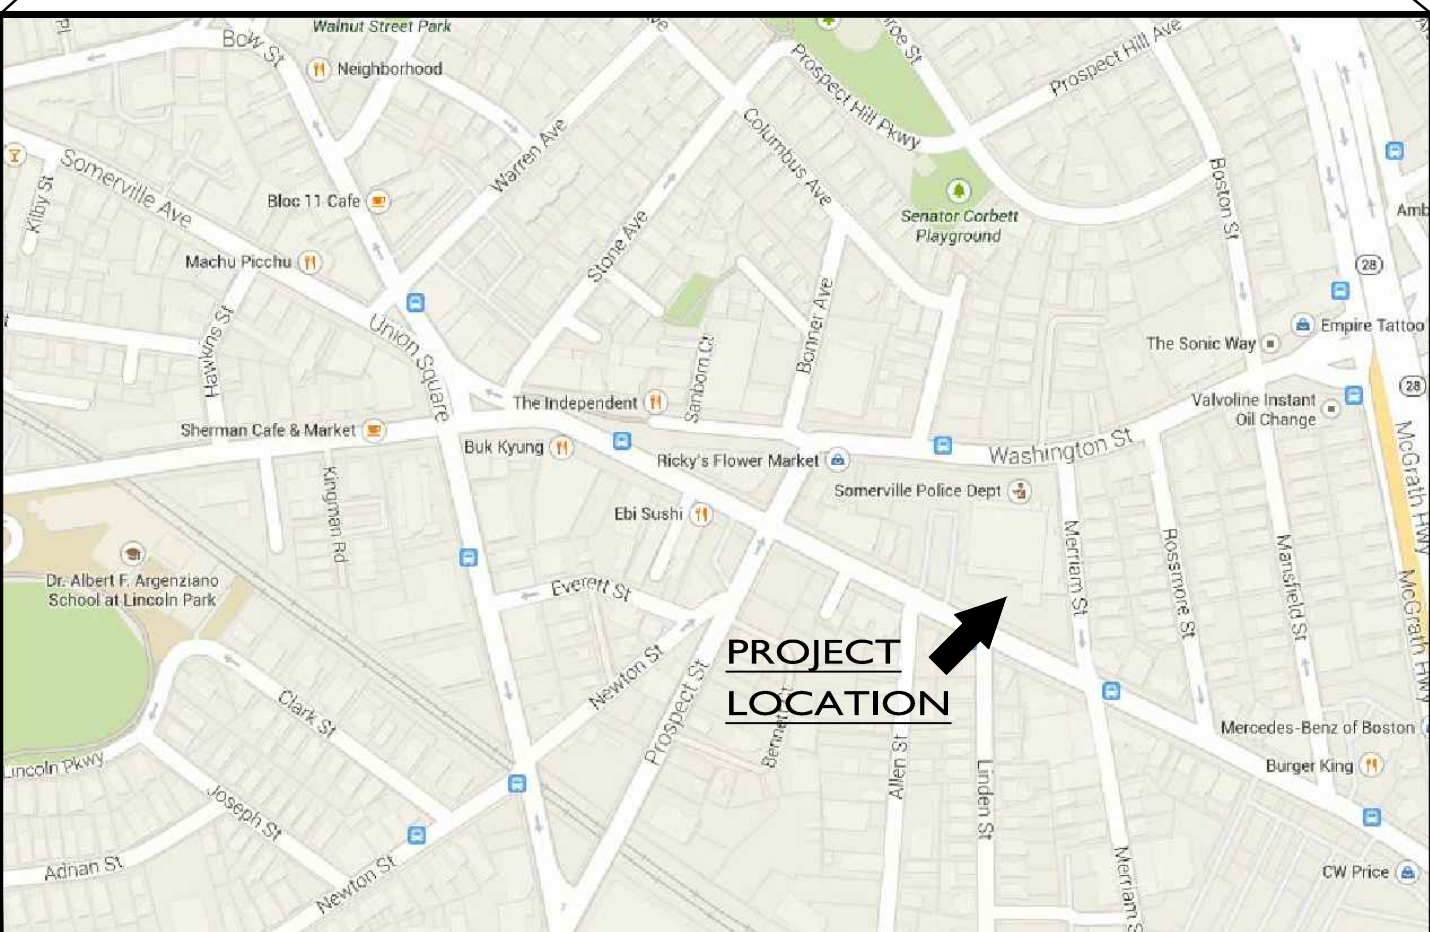 Walnut Street Park
Bow St
Neighborhood
Prospect Hill Ave
Prospect Hill Pkwy
Columbus Ave
Warren Ave
Somerville Ave
Kilby St
Bloc 11 Cafe
Boston St
Senator Corbett
Playground
Stone Ave
Machu Picchu
28
Union Square
Hawkins St
Bonner Ave
Sanborn Ct
Empire Tattoo
The Sonic Way
28
The Independent
Valvoline Instant
Oil Change
Sherman Cafe & Market
Buk Kyung
Ricky's Flower Market
Washington St
McGrath Hwy
Somerville Police Dept
Kingman Rd
Ebi Sushi
Merriam St
Rossmore St
Mansfield St
Dr. Albert F. Argenziano
School at Lincoln Park
Everett St
McGrath Hwy
PROJECT
LOCATION
Newton St
Prospect St
Clark St
Mercedes-Benz of Boston
Lincoln Pkwy
Allen St
Linden St
Burger King
Joseph St
Adrian St
Newton St
Merriam S
CW Price